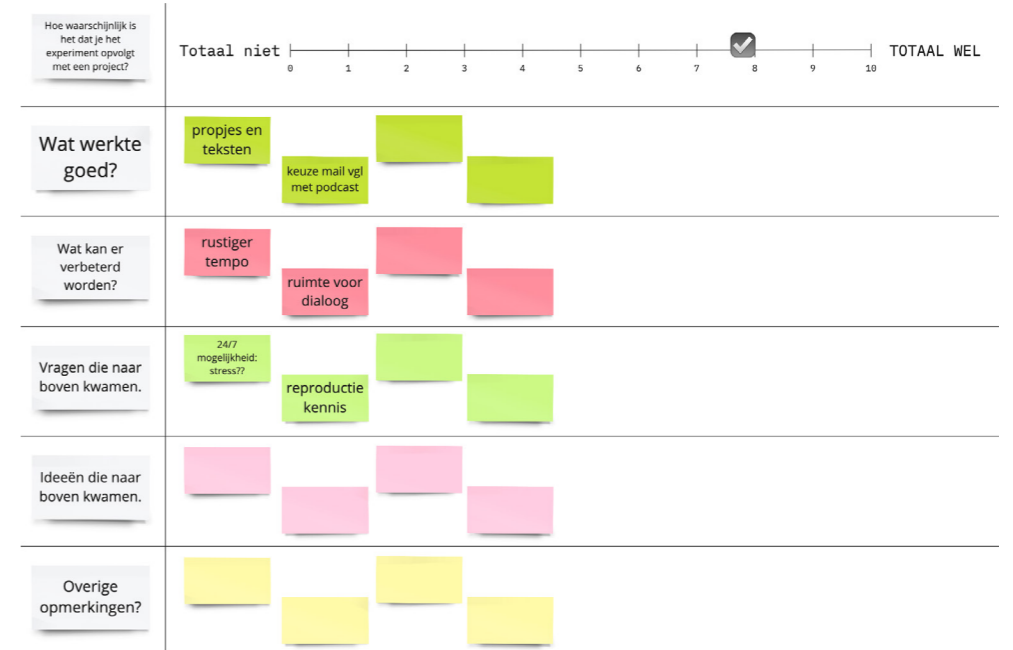 Hoe waarschijnlijk is
het dat je het
experiment opvolgt
met een project?
Totaal niet
TOTAAL WEL
0 1 2 3 4 5 6 7 8 9 10
Wat werkte
goed?
propjes en
teksten
keuze mail vgl
met podcast
Wat kan er
verbeterd
worden?
rustiger
tempo
ruimte voor
dialoog
Vragen die naar
boven kwamen.
24/7
mogelijkheid:
stress??
reproductie
kennis
Ideeën die naar
boven kwamen.
Overige
opmerkingen?